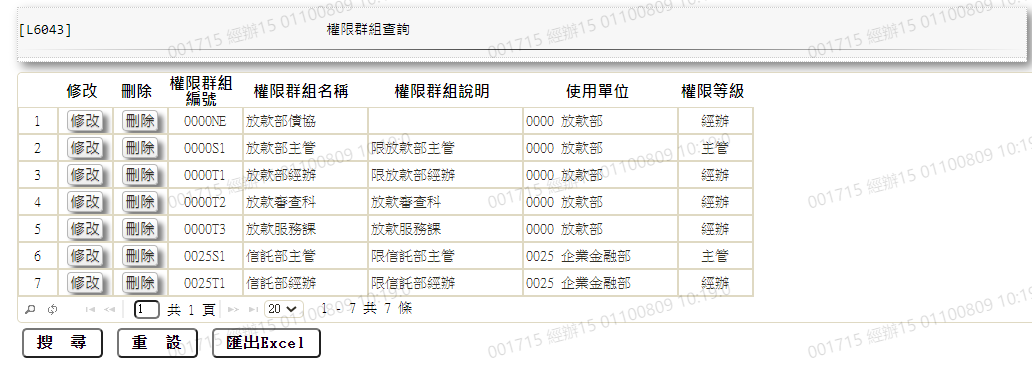 [L6043] 權限群組查詢
修改 刪除 權限群組編號 權限群組名稱 權限群組說明 使用單位 權限等級
1 修改 刪除 0000NE 放款部債協 0000 放款部 經辦
2 修改 刪除 0000S1 放款部主管 限放款部主管 0000 放款部 主管
3 修改 刪除 0000T1 放款部經辦 限放款部經辦 0000 放款部 經辦
4 修改 刪除 0000T2 放款審查科 放款審查科 0000 放款部 經辦
5 修改 刪除 0000T3 放款服務課 放款服務課 0000 放款部 經辦
6 修改 刪除 0025S1 信託部主管 限信託部主管 0025 企業金融部 主管
7 修改 刪除 0025T1 信託部經辦 限信託部經辦 0025 企業金融部 經辦
1 共 1 頁 20 1 - 7 共 7 條
搜 尋 重 設 匯出Excel
001715 經辦15 01100809 10:19:0